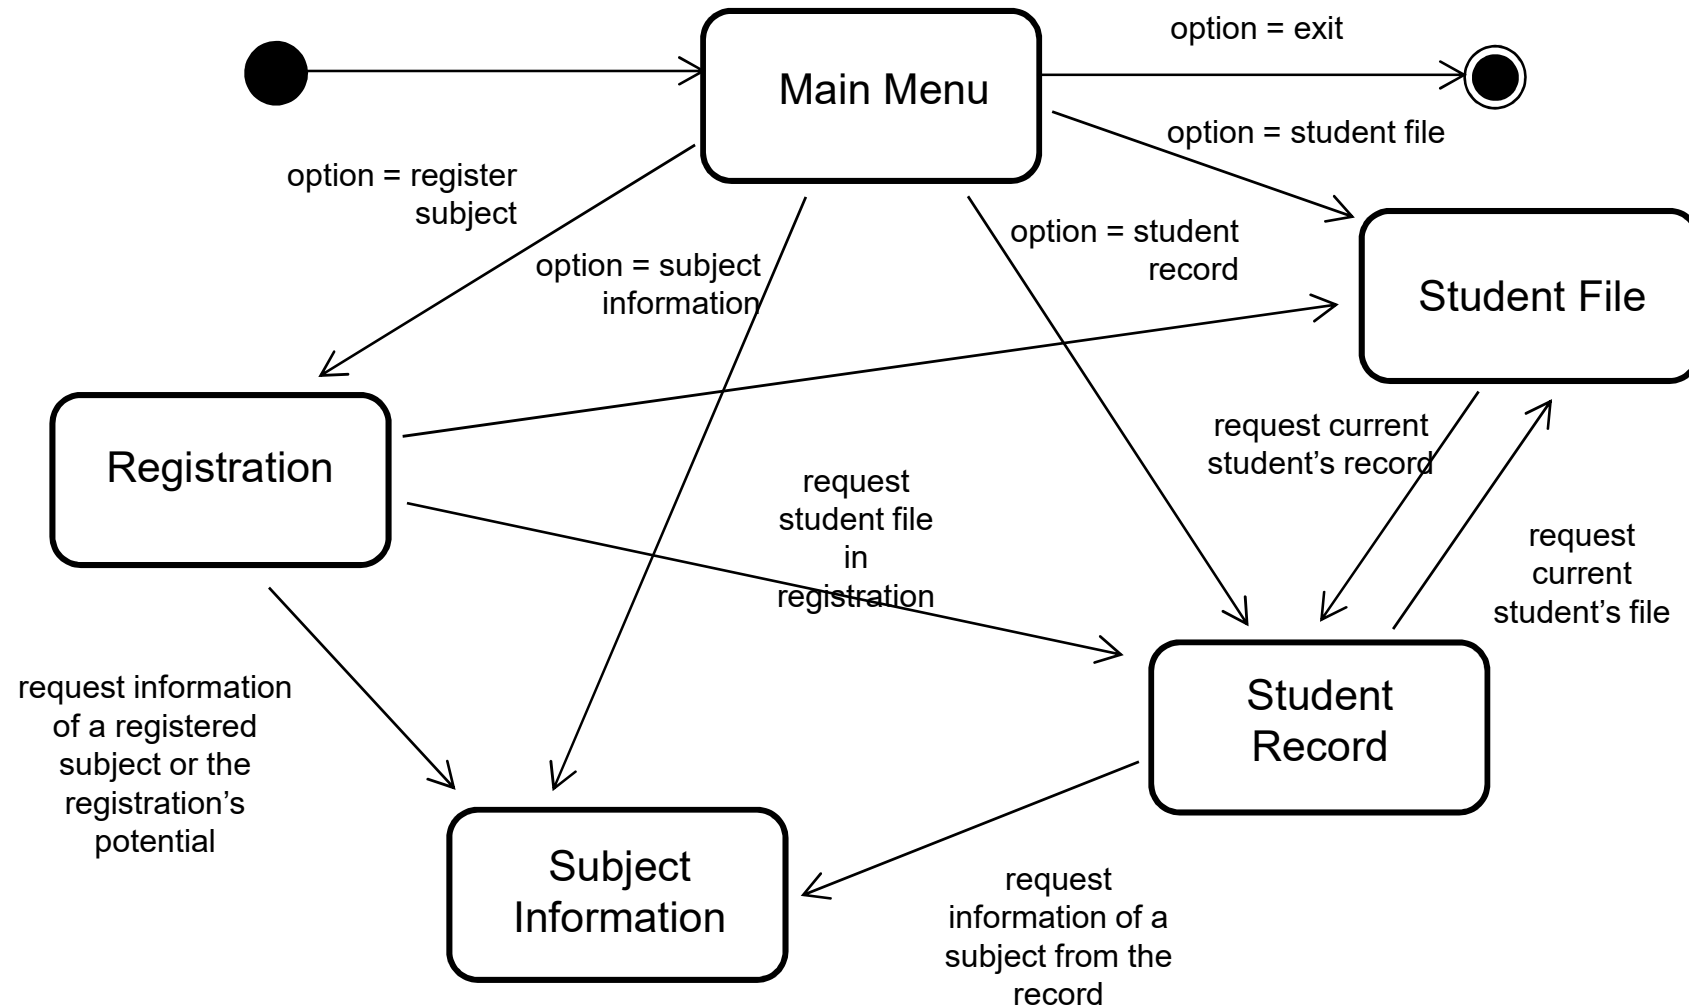 option = exit
Main Menu
option = student file
option = register
subject
option = student
record
option = subject
information
Student File
request current
student’s record
Registration
request
student file
in
registration
request
current
student’s file
request information
of a registered
subject or the
registration’s
potential
Student
Record
Subject
Information
request
information of a
subject from the
record